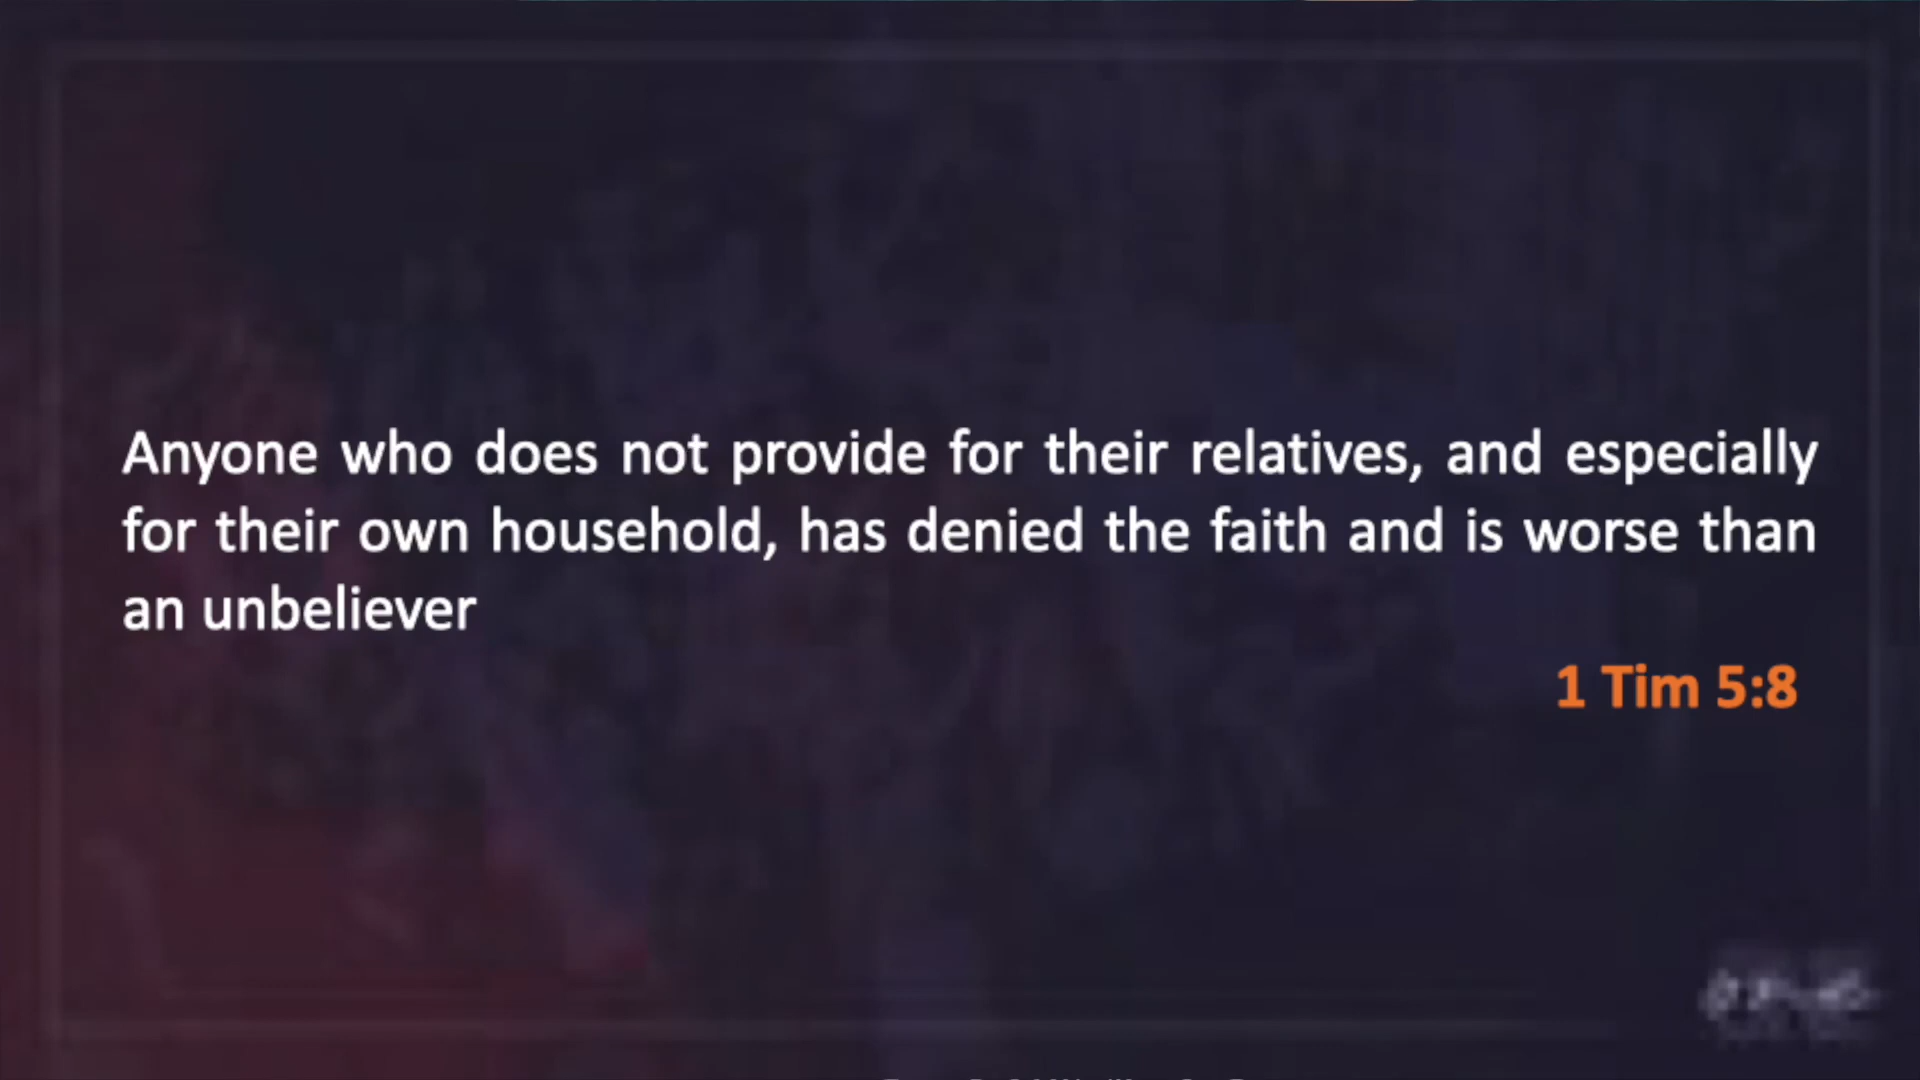 Anyone who does not provide for their relatives, and especially
for their own household, has denied the faith and is worse than
an unbeliever
1 Tim 5:8